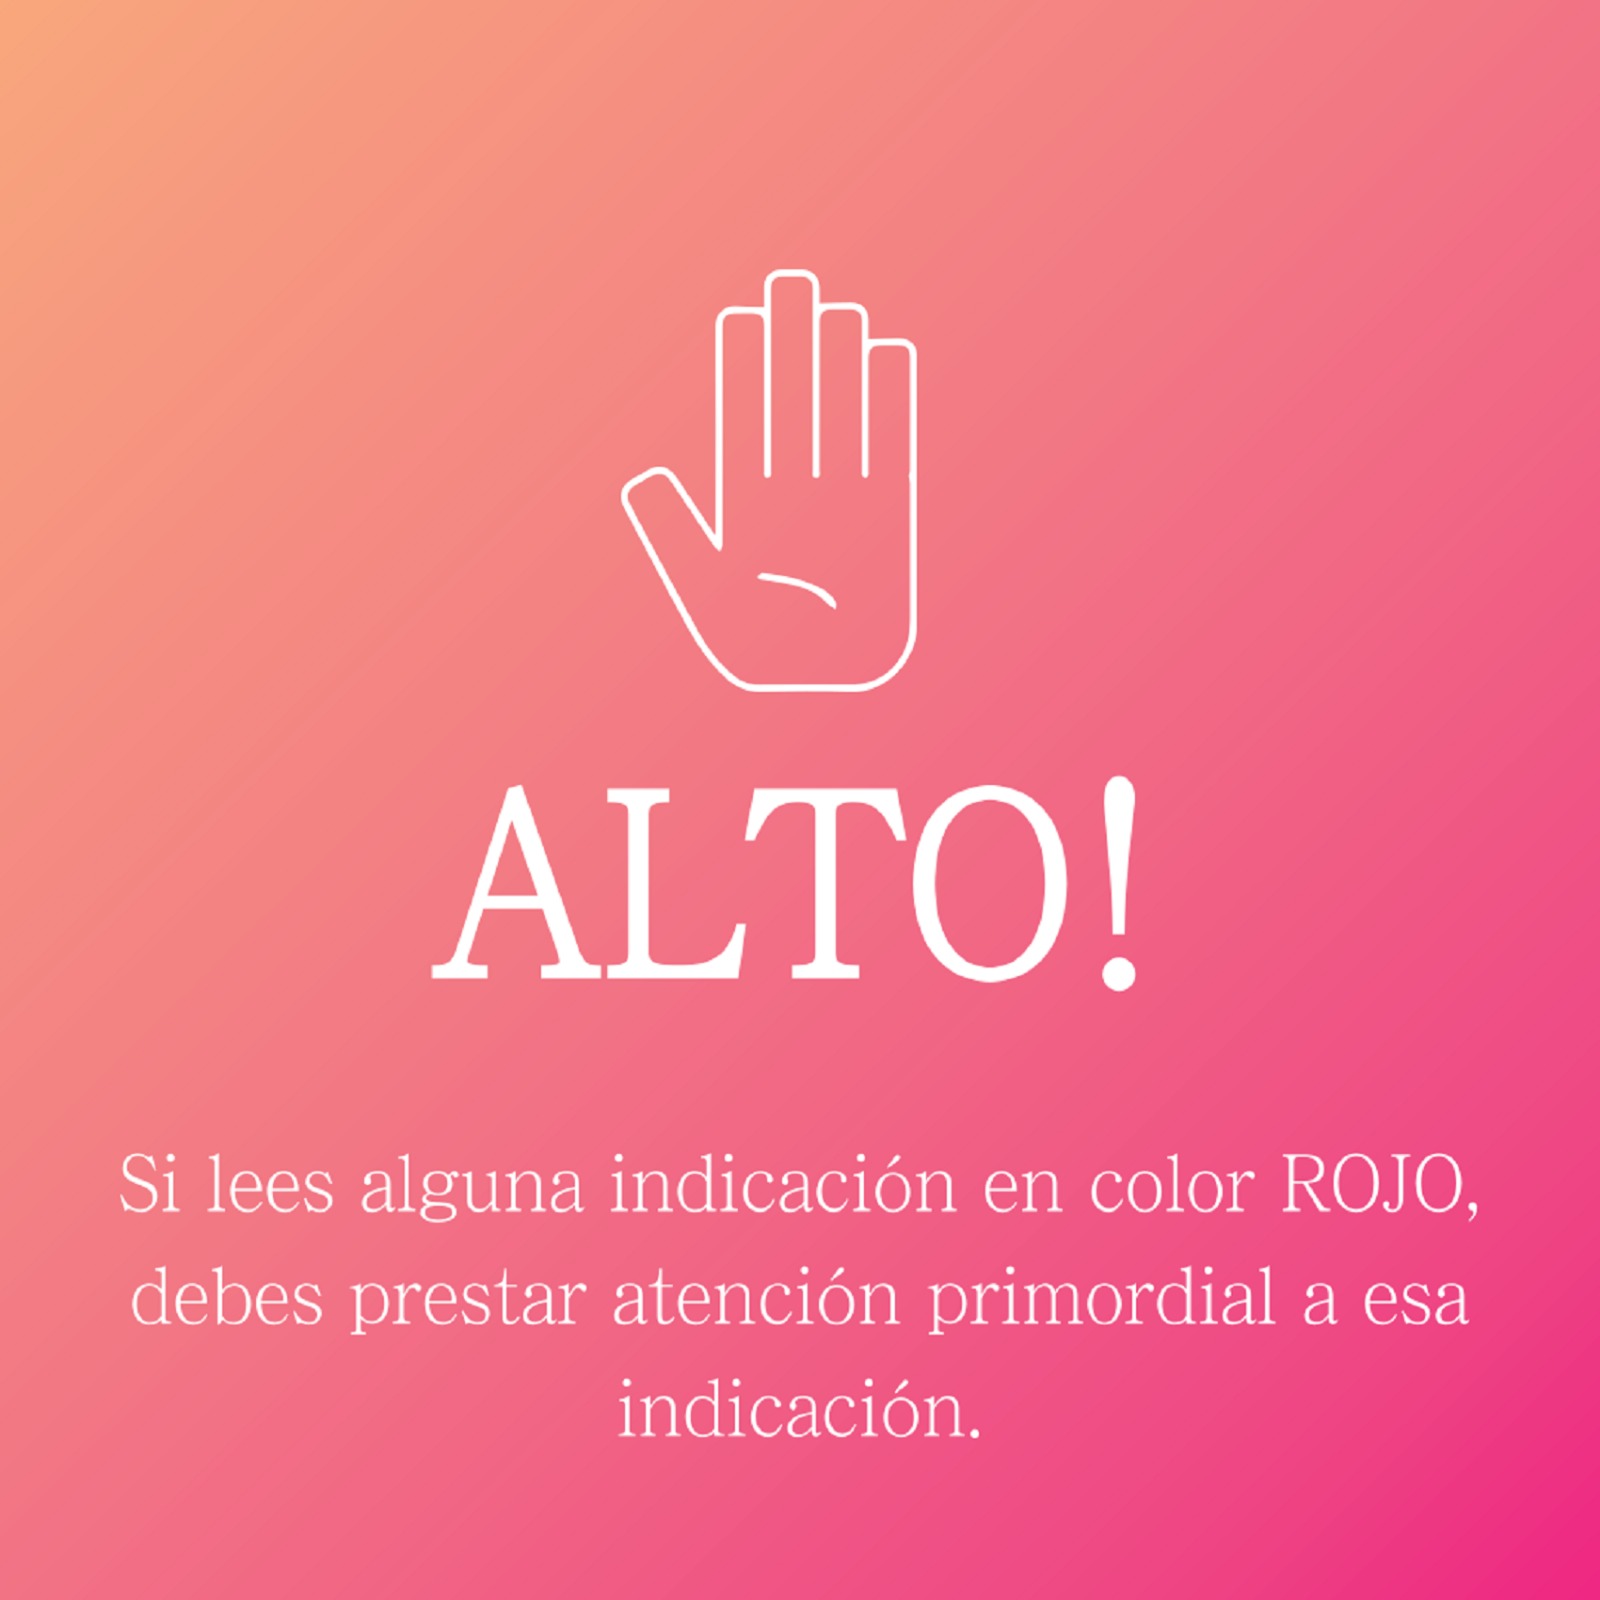 ALTO!
Si lees alguna indicación en color ROJO,
debes prestar atención primordial a esa
indicación.